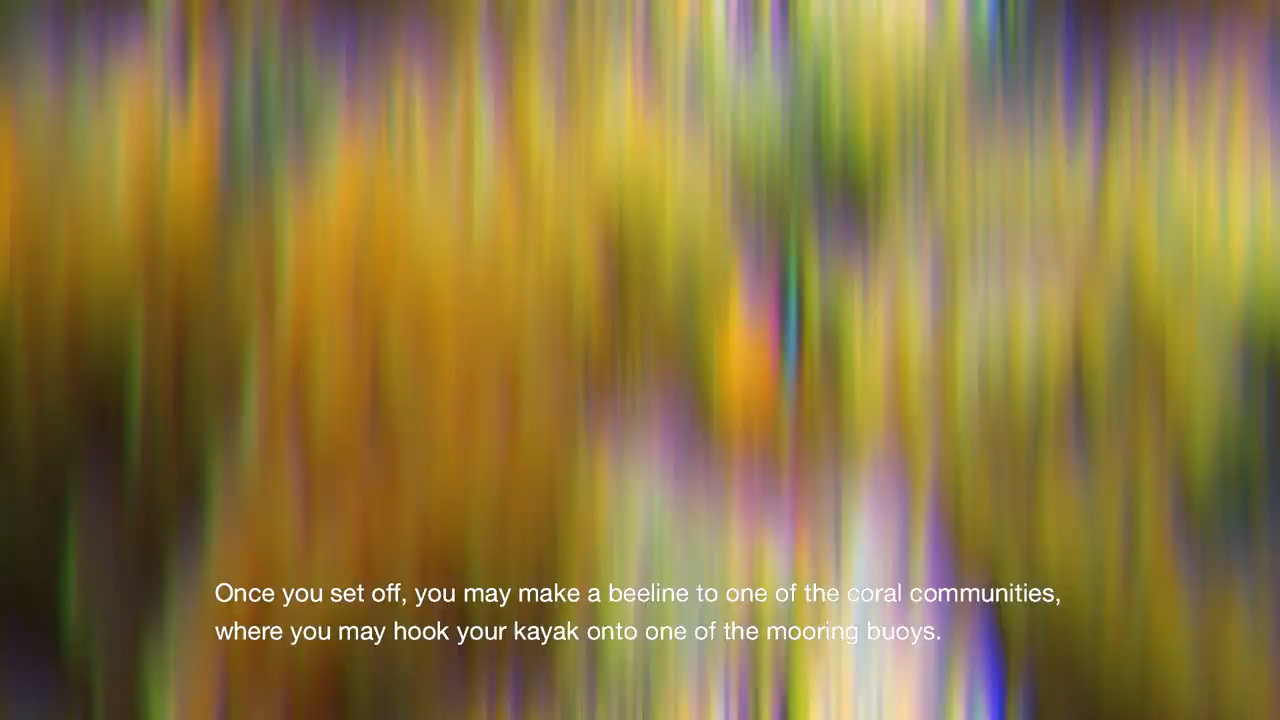 Once you set off, you may make a beeline to one of the coral communities,
where you may hook your kayak onto one of the mooring buoys.